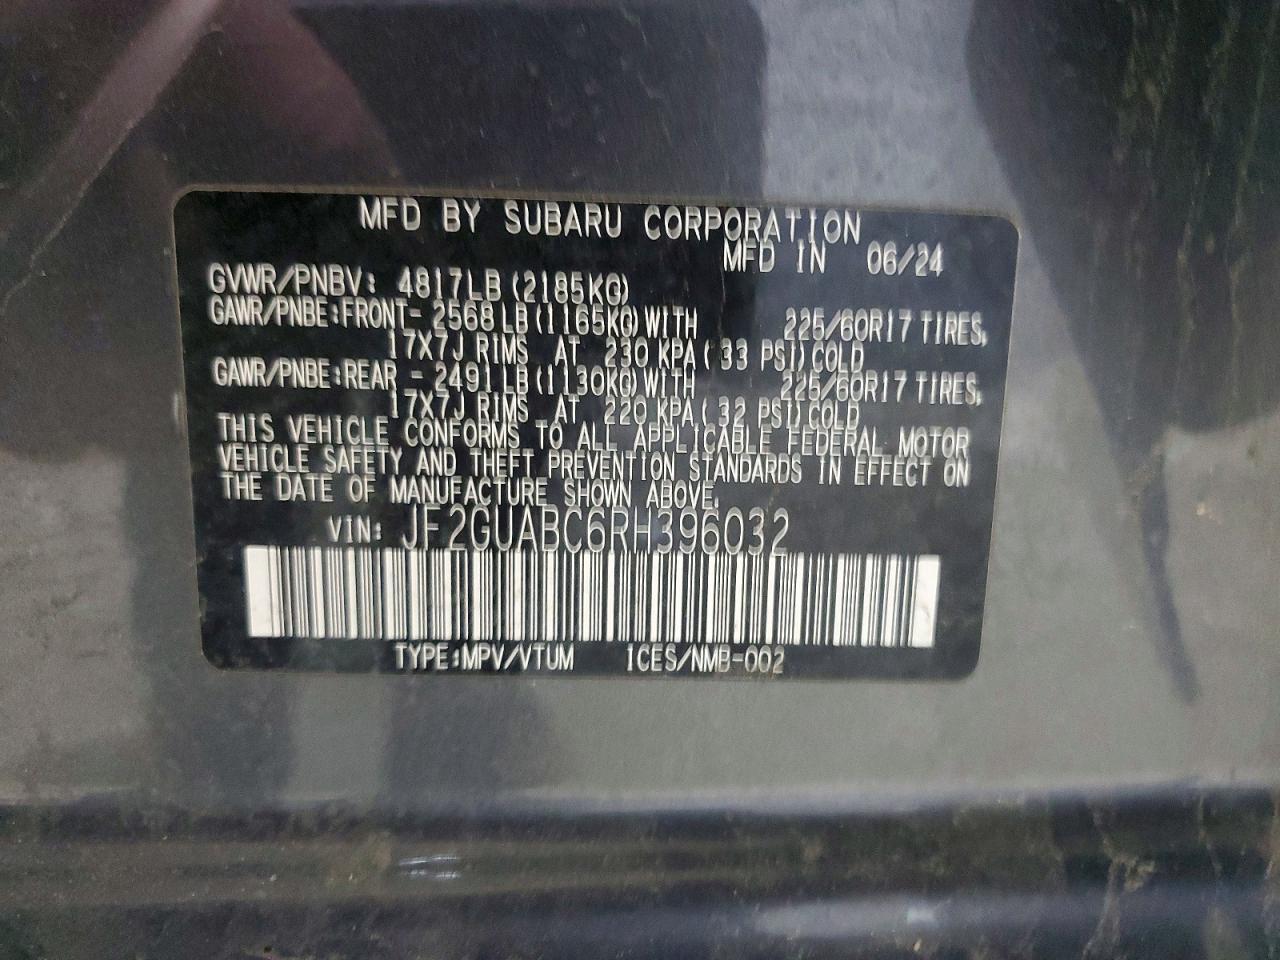 MFD BY SUBARU CORPORATION
MFD IN 06/24
GVWR/PNBV: 4817LB (2185KG)
GAWR/PNBE:FRONT- 2568 LB (1165KG) WITH 225/60R17 TIRES,
17X7J RIMS AT 230 KPA ( 33 PSI) COLD
GAWR/PNBE:REAR - 2491 LB (1130KG) WITH 225/60R17 TIRES,
17X7J RIMS AT 220 KPA ( 32 PSI) COLD
THIS VEHICLE CONFORMS TO ALL APPLICABLE FEDERAL MOTOR
VEHICLE SAFETY AND THEFT PREVENTION STANDARDS IN EFFECT ON
THE DATE OF MANUFACTURE SHOWN ABOVE.
VIN: JF2GUABC6RH396032
TYPE:MPV/VTUM ICES/NMB-002